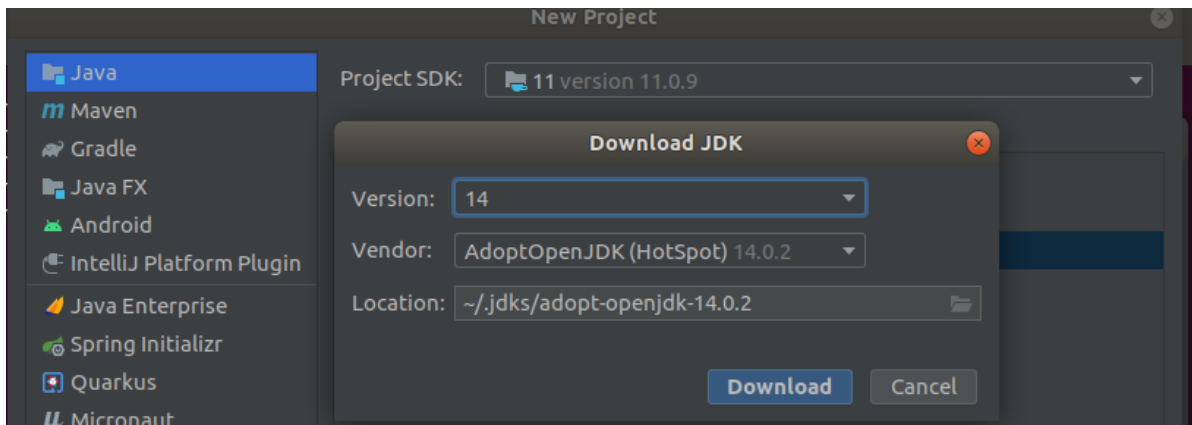 New Project
Java
Project SDK: 11 version 11.0.9
Maven
Gradle
Java FX
Android
IntelliJ Platform Plugin
Java Enterprise
Spring Initializr
Quarkus
Micronaut
Download JDK
Version: 14
Vendor: AdoptOpenJDK (HotSpot) 14.0.2
Location: ~/.jdks/adopt-openjdk-14.0.2
Download Cancel